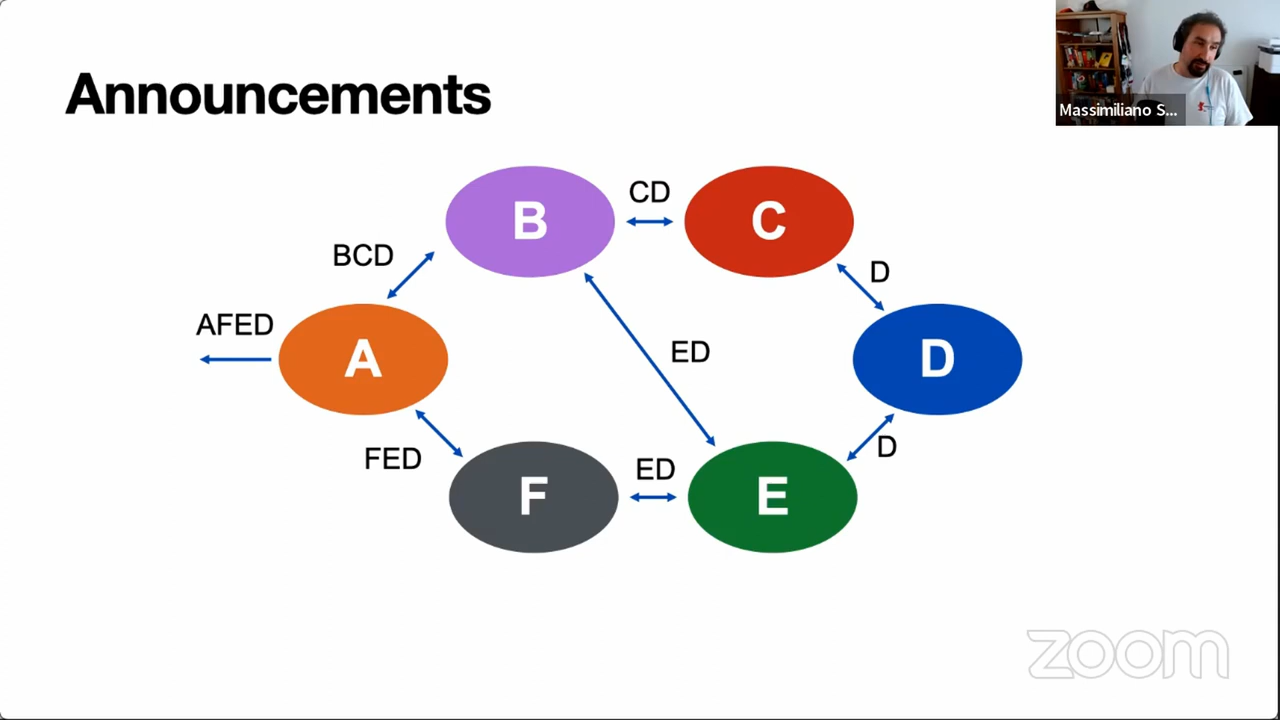 Announcements
Massimiliano S...
B
CD
C
BCD
D
AFED
A
ED
D
FED
F
ED
E
D
zoom